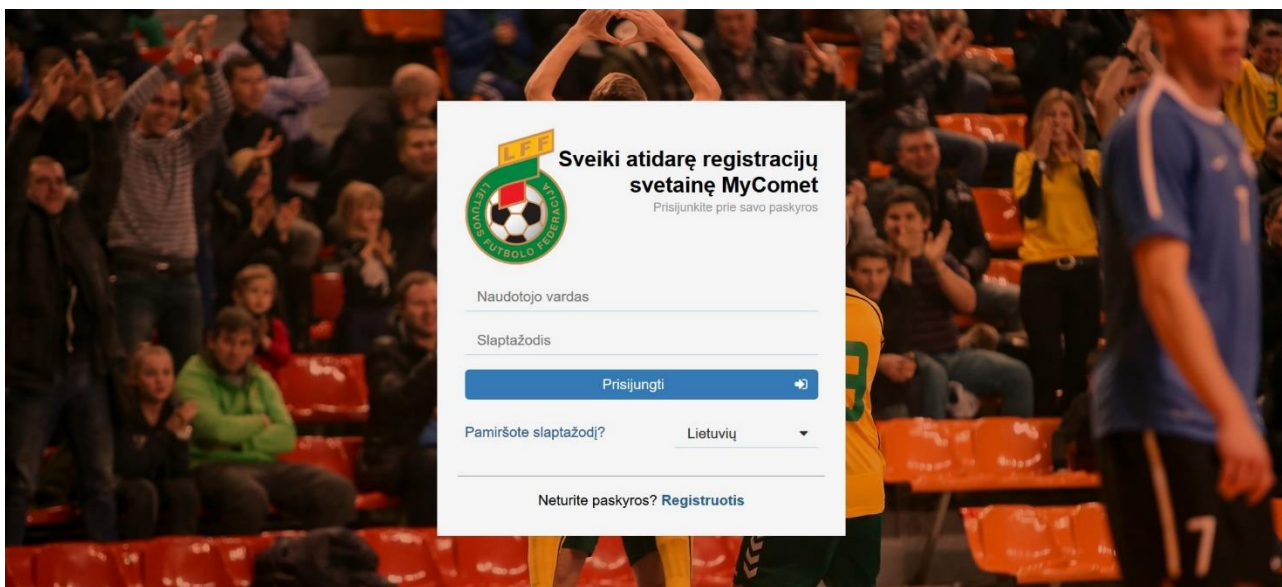 LFF
LIETUVOS FUTBOLO FEDERACIJA
Sveiki atidarę registracijų
svetainę MyComet
Prisijunkite prie savo paskyros
Naudotojo vardas
Slaptažodis
Prisijungti
Pamiršote slaptažodį?
Lietuvių
Neturite paskyros? Registruotis
7